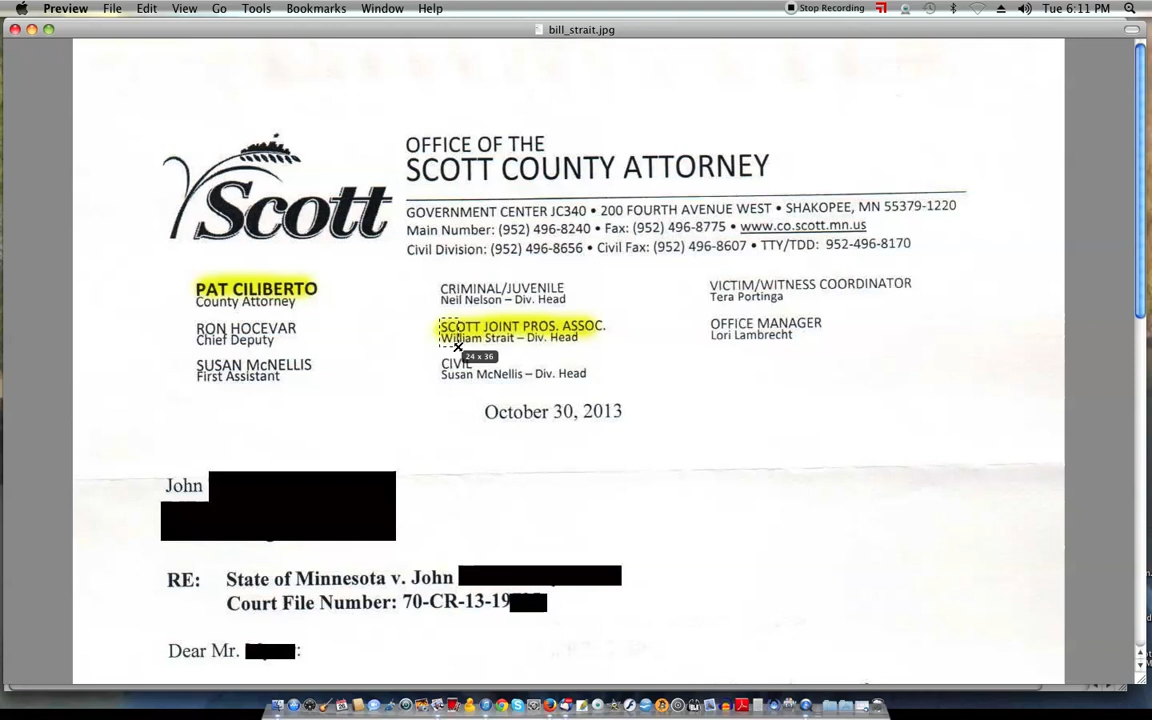 Preview File Edit View Go Tools Bookmarks Window Help Stop Recording Tue 6:11 PM
bill_strait.jpg
Scott
OFFICE OF THE
SCOTT COUNTY ATTORNEY
GOVERNMENT CENTER JC340 • 200 FOURTH AVENUE WEST • SHAKOPEE, MN 55379-1220
Main Number: (952) 496-8240 • Fax: (952) 496-8775 • www.co.scott.mn.us
Civil Division: (952) 496-8656 • Civil Fax: (952) 496-8607 • TTY/TDD: 952-496-8170
PAT CILIBERTO
County Attorney
RON HOCEVAR
Chief Deputy
SUSAN McNELLIS
First Assistant
CRIMINAL/JUVENILE
Neil Nelson – Div. Head
SCOTT JOINT PROS. ASSOC.
William Strait – Div. Head
24 x 36
CIVIL
Susan McNellis – Div. Head
VICTIM/WITNESS COORDINATOR
Tera Portinga
OFFICE MANAGER
Lori Lambrecht
October 30, 2013
John
RE: State of Minnesota v. John
Court File Number: 70-CR-13-19
Dear Mr. :